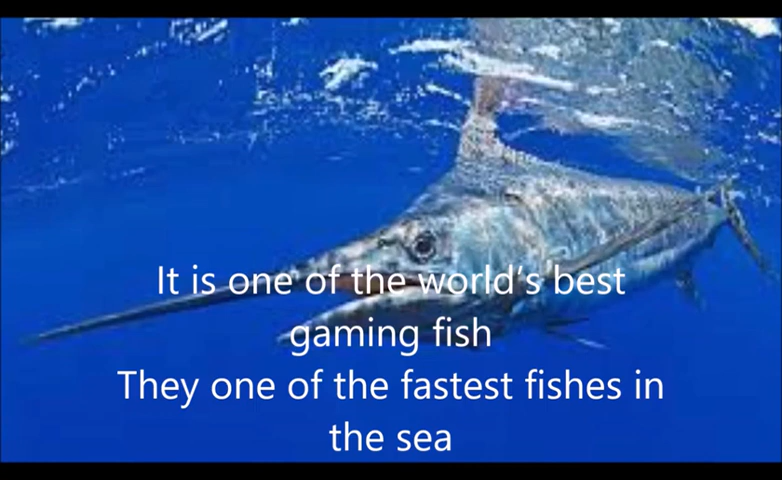 It is one of the world's best
gaming fish
They one of the fastest fishes in
the sea